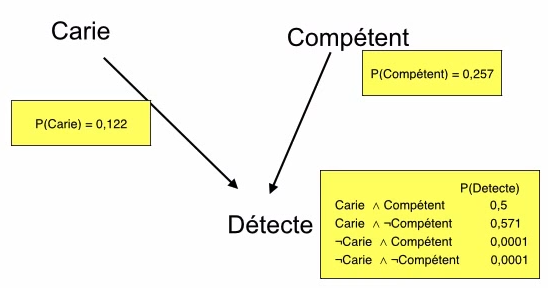 Carie
Compétent
P(Compétent) = 0,257
P(Carie) = 0,122
Détecte
P(Detecte)
Carie ∧ Compétent 0,5
Carie ∧ ¬Compétent 0,571
¬Carie ∧ Compétent 0,0001
¬Carie ∧ ¬Compétent 0,0001